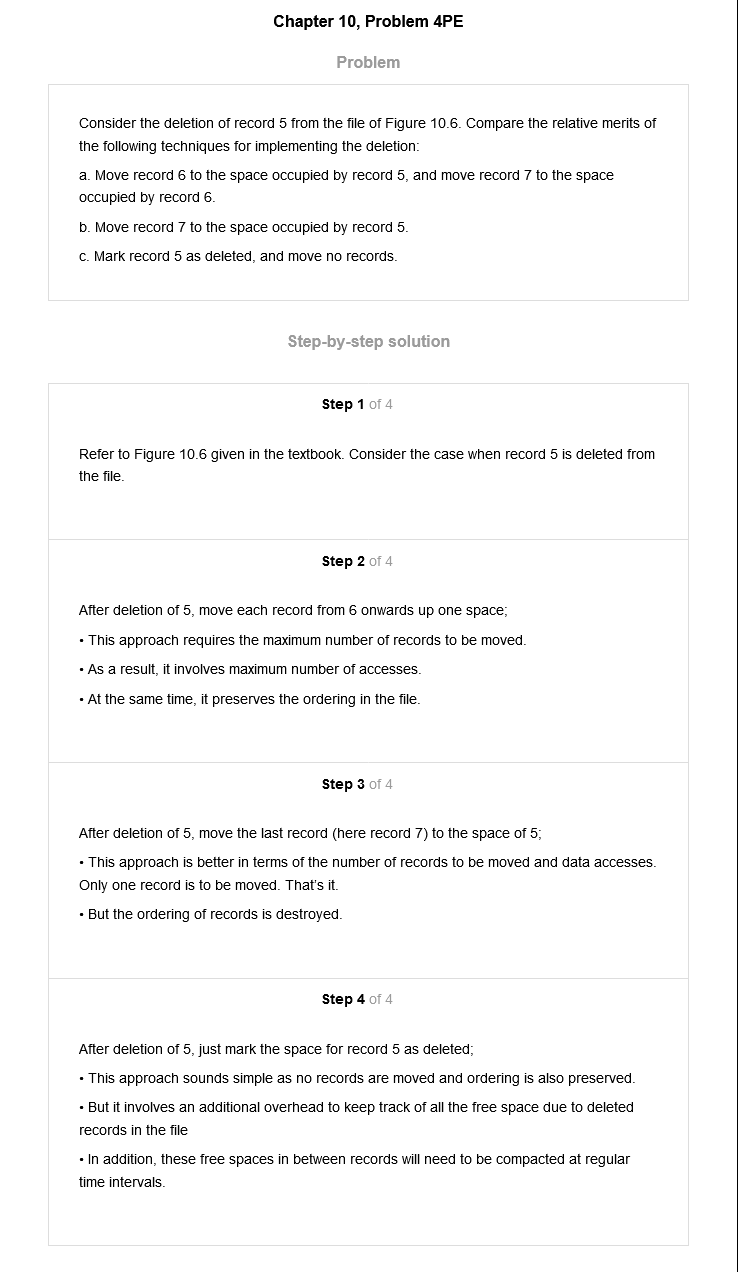 Chapter 10, Problem 4PE
Problem
Consider the deletion of record 5 from the file of Figure 10.6. Compare the relative merits of
the following techniques for implementing the deletion:
a. Move record 6 to the space occupied by record 5, and move record 7 to the space
occupied by record 6.
b. Move record 7 to the space occupied by record 5.
c. Mark record 5 as deleted, and move no records.
Step-by-step solution
Step 1 of 4
Refer to Figure 10.6 given in the textbook. Consider the case when record 5 is deleted from
the file.
Step 2 of 4
After deletion of 5, move each record from 6 onwards up one space;
• This approach requires the maximum number of records to be moved.
• As a result, it involves maximum number of accesses.
• At the same time, it preserves the ordering in the file.
Step 3 of 4
After deletion of 5, move the last record (here record 7) to the space of 5;
• This approach is better in terms of the number of records to be moved and data accesses.
Only one record is to be moved. That's it.
• But the ordering of records is destroyed.
Step 4 of 4
After deletion of 5, just mark the space for record 5 as deleted;
• This approach sounds simple as no records are moved and ordering is also preserved.
• But it involves an additional overhead to keep track of all the free space due to deleted
records in the file
• In addition, these free spaces in between records will need to be compacted at regular
time intervals.